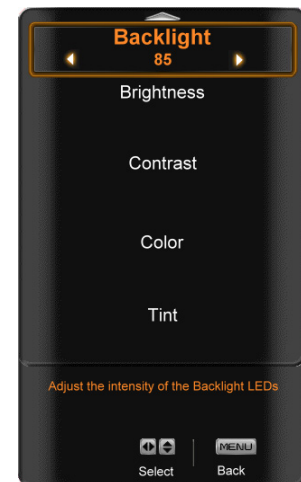 Backlight
85
Brightness
Contrast
Color
Tint
Adjust the intensity of the Backlight LEDs
MENU
Select Back